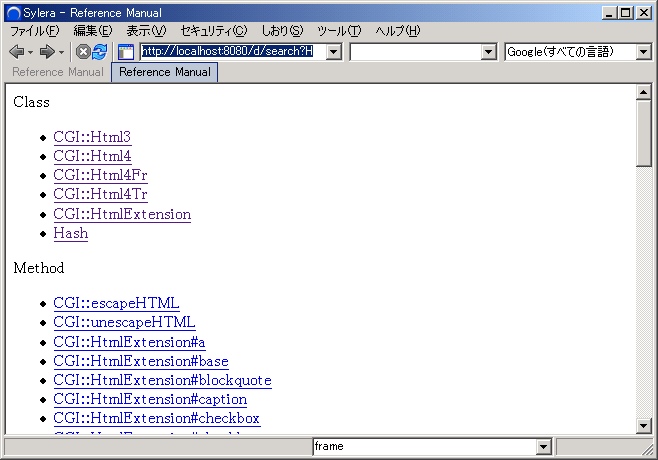 Sylera - Reference Manual
ファイル(F) 編集(E) 表示(V) セキュリティ(C) しおり(S) ツール(T) ヘルプ(H)
http://localhost:8080/d/search?H Google(すべての言語)
Reference Manual Reference Manual
Class
CGI::Html3
CGI::Html4
CGI::Html4Fr
CGI::Html4Tr
CGI::HtmlExtension
Hash
Method
CGI::escapeHTML
CGI::unescapeHTML
CGI::HtmlExtension#a
CGI::HtmlExtension#base
CGI::HtmlExtension#blockquote
CGI::HtmlExtension#caption
CGI::HtmlExtension#checkbox
frame